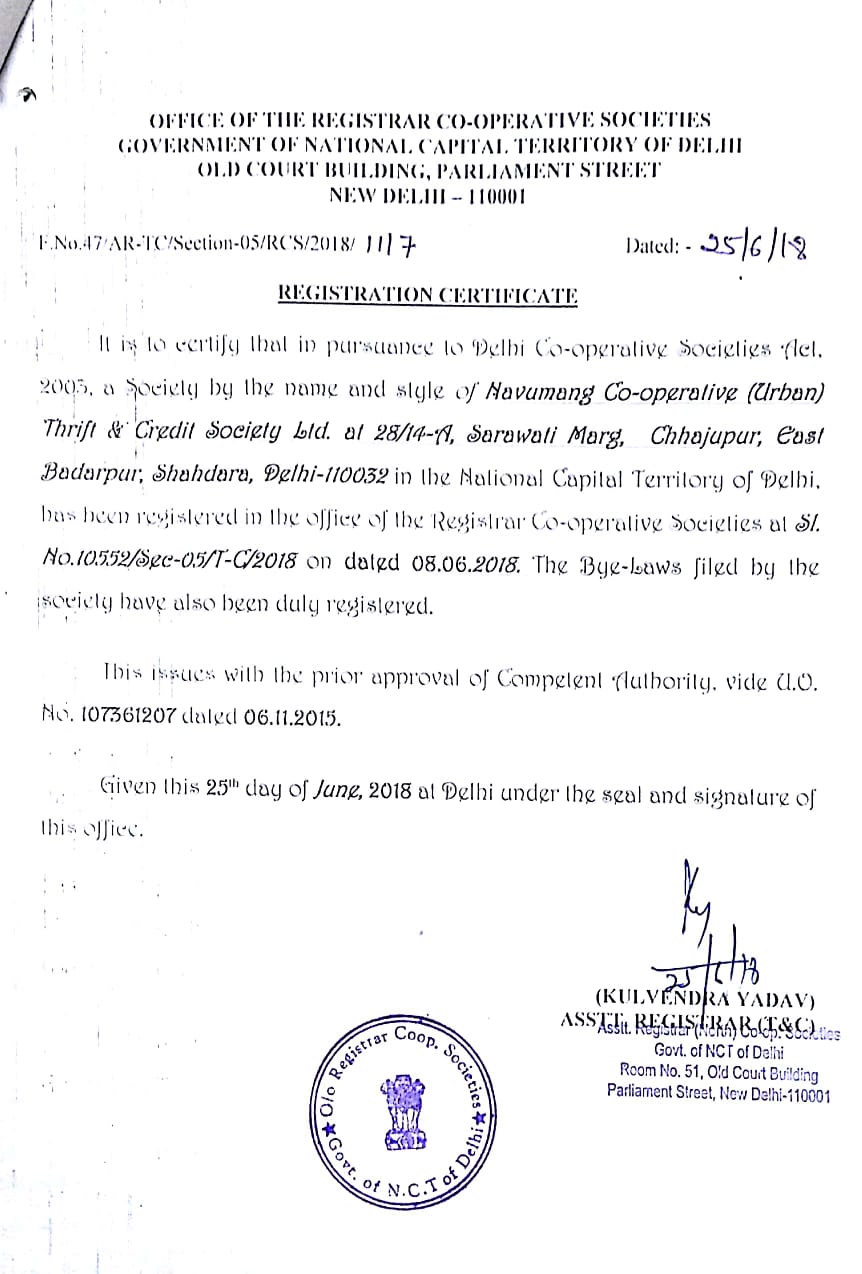 OFFICE OF THE REGISTRAR CO-OPERATIVE SOCIETIES
GOVERNMENT OF NATIONAL CAPITAL TERRITORY OF DELHI
OLD COURT BUILDING, PARLIAMENT STREET
NEW DELHI – 110001
F.No.47/AR-TC/Section-05/RCS/2018/ 1117 Dated: - 25/6/18
REGISTRATION CERTIFICATE
It is to certify that in pursuance to Delhi Co-operative Societies Act,
2003, a Society by the name and style of Navumang Co-operative (Urban)
Thrift & Credit Society Ltd. at 28/14-A, Sarawati Marg, Chhajupur, East
Badarpur, Shahdara, Delhi-110032 in the National Capital Territory of Delhi,
has been registered in the office of the Registrar Co-operative Societies at Sl.
No.10552/Sec-05/T-C/2018 on dated 08.06.2018. The Bye-Laws filed by the
society have also been duly registered.
This issues with the prior approval of Competent Authority, vide U.O.
No. 107361207 dated 06.11.2015.
Given this 25th day of June, 2018 at Delhi under the seal and signature of
this office.
25/6/18
(KULVENDRA YADAV)
ASSTT. REGISTRAR (T&C)
Asstt. Registrar Co-op. Societies
Govt. of NCT of Delhi
Room No. 51, Old Court Building
Parliament Street, New Delhi-110001
O/o Registrar Coop. Societies
Govt. of N.C.T of Delhi